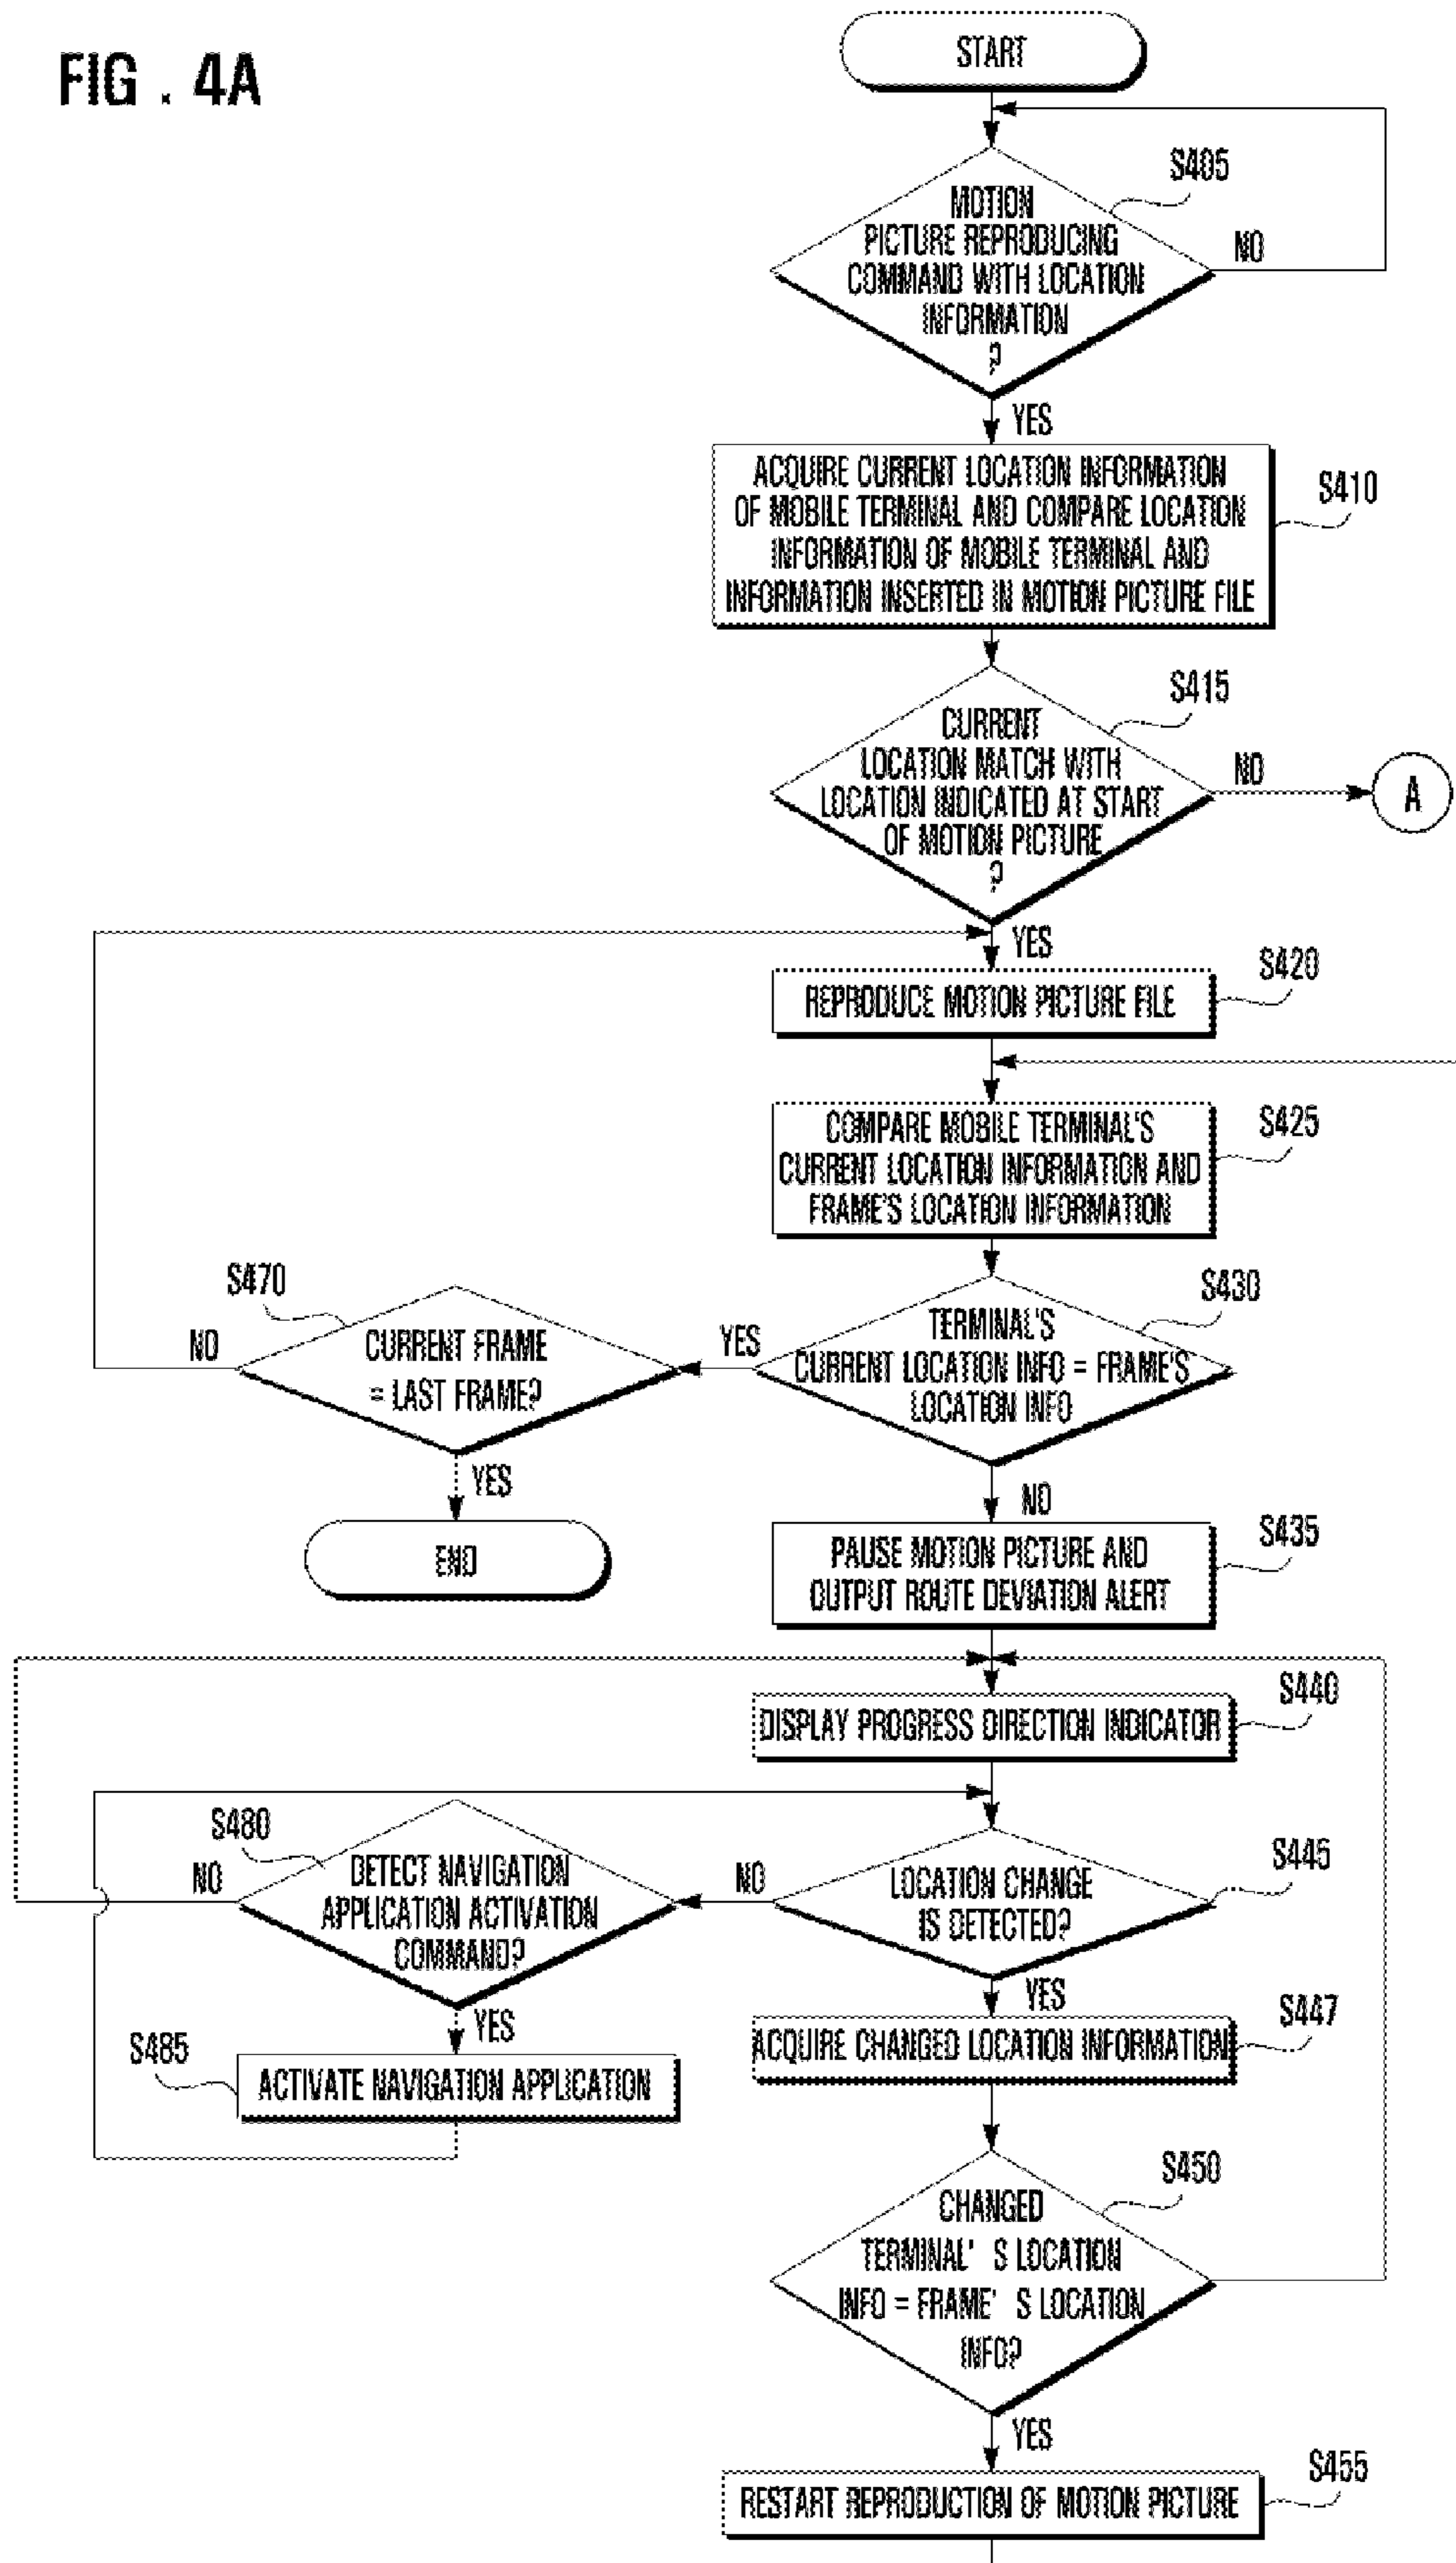 FIG . 4A
START
S405
MOTION
PICTURE REPRODUCING
COMMAND WITH LOCATION
INFORMATION
?
NO
YES
ACQUIRE CURRENT LOCATION INFORMATION
OF MOBILE TERMINAL AND COMPARE LOCATION
INFORMATION OF MOBILE TERMINAL AND
INFORMATION INSERTED IN MOTION PICTURE FILE
S410
S415
CURRENT
LOCATION MATCH WITH
LOCATION INDICATED AT START
OF MOTION PICTURE
?
NO
A
YES
S420
REPRODUCE MOTION PICTURE FILE
S425
COMPARE MOBILE TERMINAL'S
CURRENT LOCATION INFORMATION AND
FRAME'S LOCATION INFORMATION
S470
NO
CURRENT FRAME
= LAST FRAME?
YES
S430
TERMINAL'S
CURRENT LOCATION INFO = FRAME'S
LOCATION INFO
YES
END
NO
S435
PAUSE MOTION PICTURE AND
OUTPUT ROUTE DEVIATION ALERT
S440
DISPLAY PROGRESS DIRECTION INDICATOR
S480
NO
DETECT NAVIGATION
APPLICATION ACTIVATION
COMMAND?
NO
S445
LOCATION CHANGE
IS DETECTED?
YES
YES
S485
ACTIVATE NAVIGATION APPLICATION
S447
ACQUIRE CHANGED LOCATION INFORMATION
S450
CHANGED
TERMINAL' S LOCATION
INFO = FRAME' S LOCATION
INFO?
YES
S455
RESTART REPRODUCTION OF MOTION PICTURE